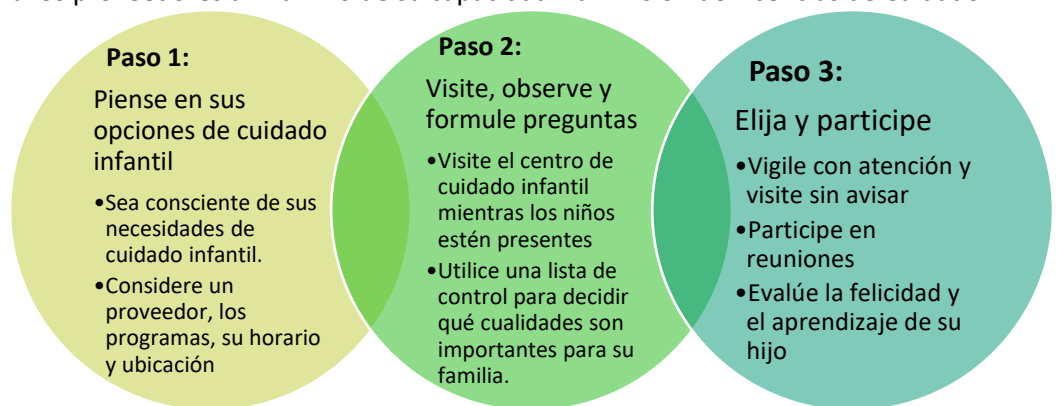 Paso 1:
Piense en sus
opciones de cuidado
infantil
•Sea consciente de sus
necesidades de
cuidado infantil.
•Considere un
proveedor, los
programas, su horario
y ubicación
Paso 2:
Visite, observe y
formule preguntas
•Visite el centro de
cuidado infantil
mientras los niños
estén presentes
•Utilice una lista de
control para decidir
qué cualidades son
importantes para su
familia.
Paso 3:
Elija y participe
•Vigile con atención y
visite sin avisar
•Participe en
reuniones
•Evalúe la felicidad y
el aprendizaje de su
hijo